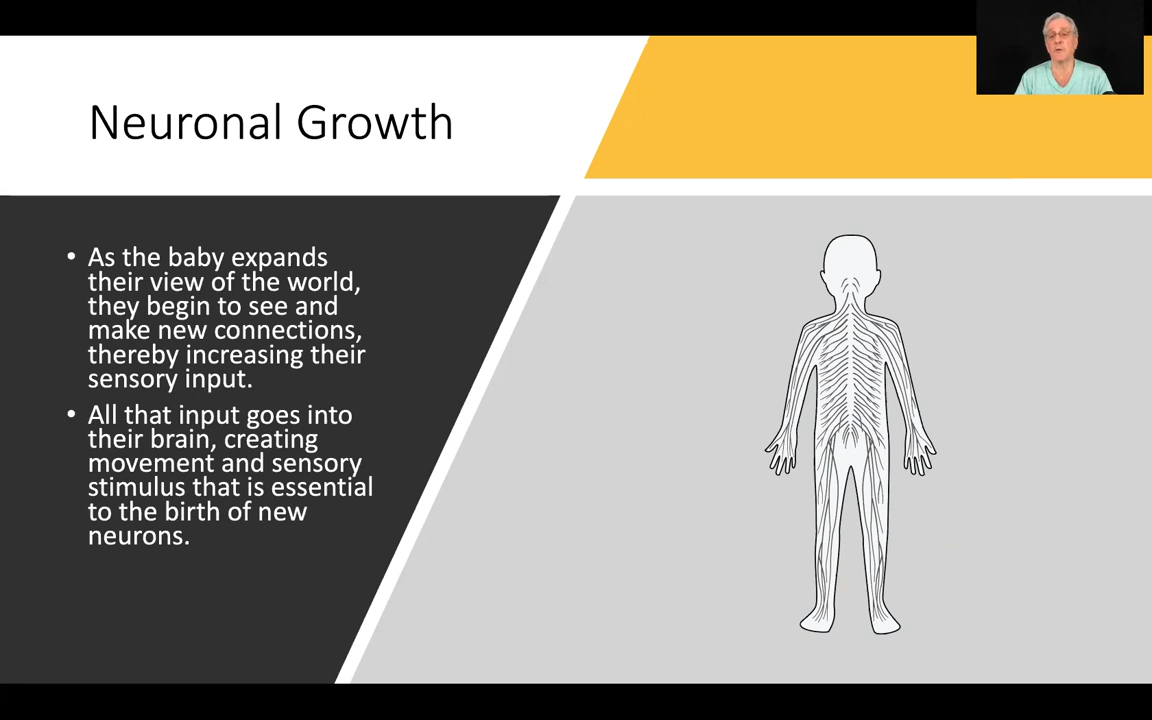 Neuronal Growth
• As the baby expands
their view of the world,
they begin to see and
make new connections,
thereby increasing their
sensory input.
• All that input goes into
their brain, creating
movement and sensory
stimulus that is essential
to the birth of new
neurons.